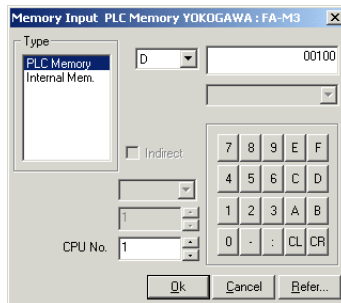 Memory Input PLC Memory YOKOGAWA : FA-M3
Type
PLC Memory
Internal Mem.
D
00100
Indirect
7 8 9 E F
4 5 6 C D
1 2 3 A B
0 - : CL CR
1
CPU No. 1
Ok Cancel Refer...